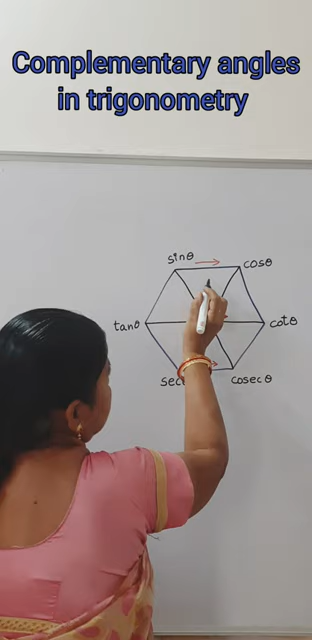 Complementary angles
in trigonometry
sinθ
cosθ
tanθ
cotθ
cosecθ